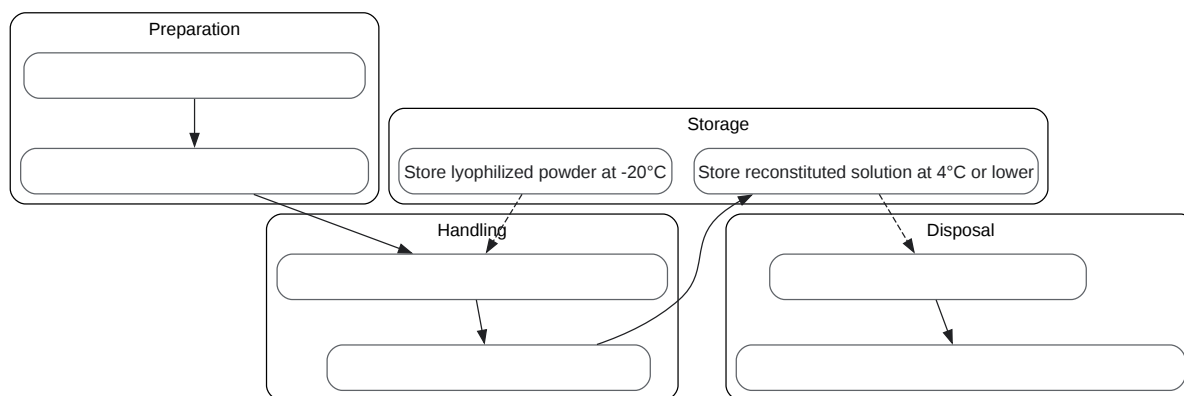 Preparation
Storage
Store lyophilized powder at -20°C
Store reconstituted solution at 4°C or lower
Handling
Disposal